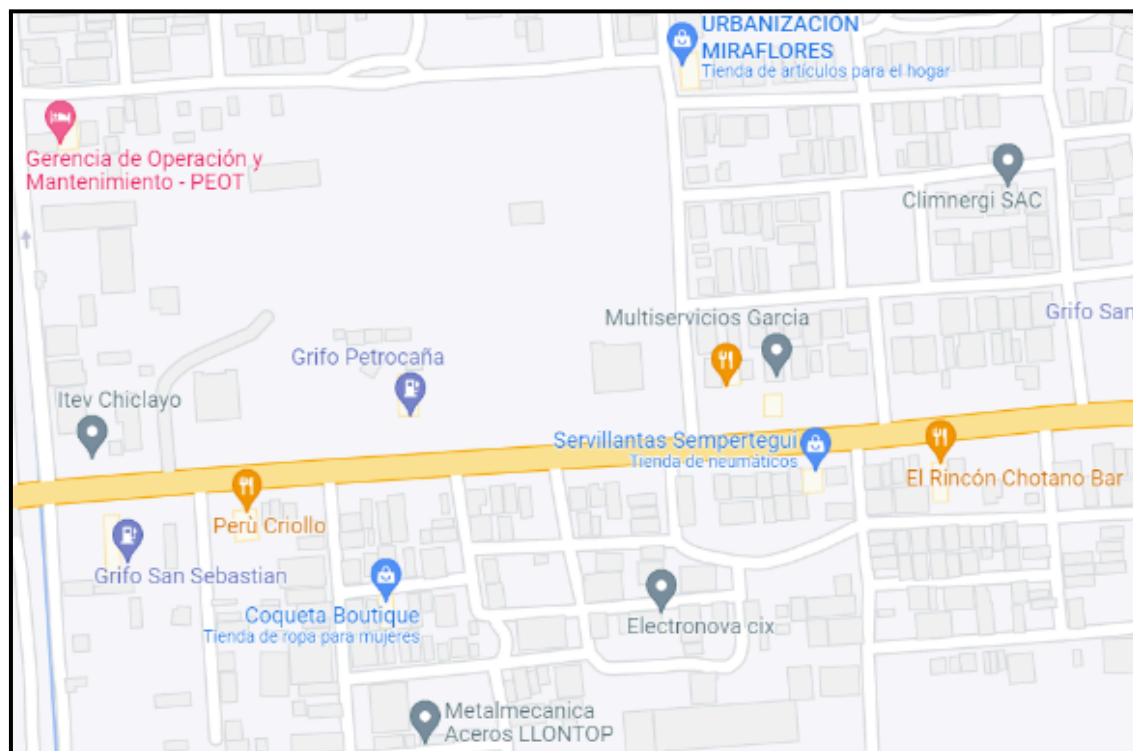 URBANIZACIÓN
MIRAFLORES
Tienda de artículos para el hogar
Gerencia de Operación y
Mantenimiento - PEOT
Climnergi SAC
Grifo San
Multiservicios Garcia
Grifo Petrocaña
Itev Chiclayo
Servillantas Sempertegui
Tienda de neumáticos
El Rincón Chotano Bar
Perù Criollo
Grifo San Sebastian
Coqueta Boutique
Tienda de ropa para mujeres
Electronova cix
Metalmecanica
Aceros LLONTOP